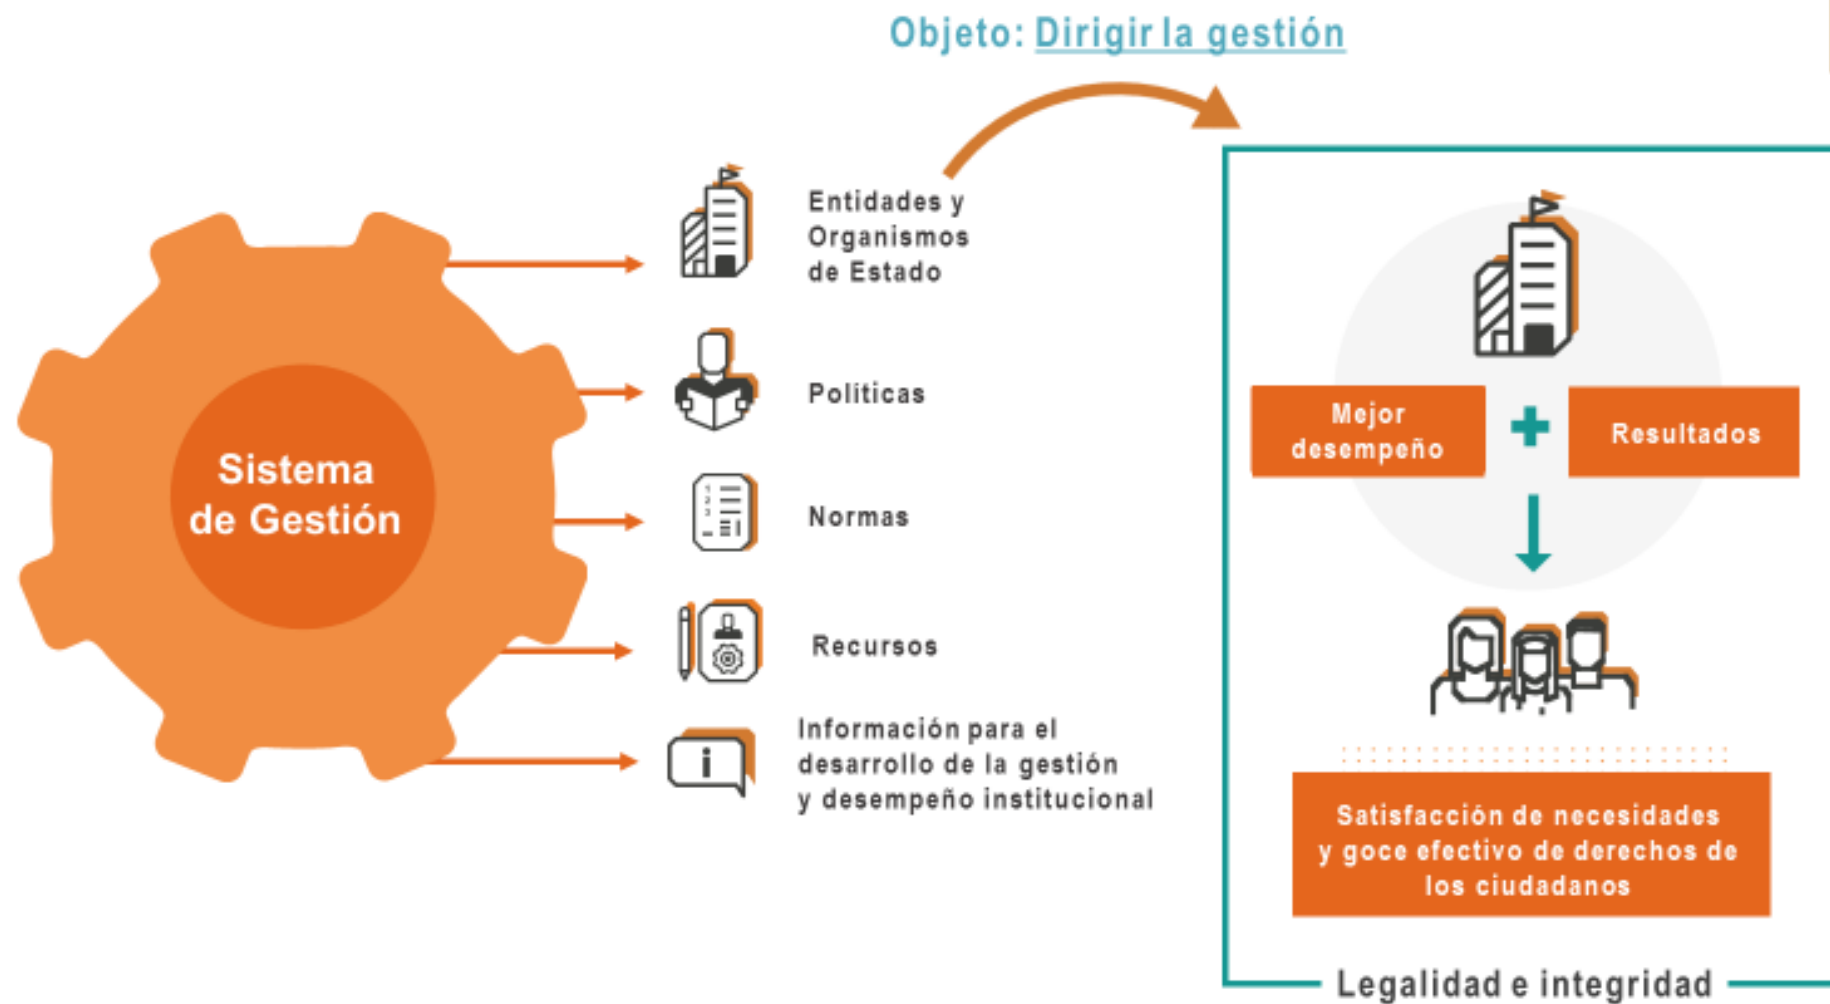 Objeto: Dirigir la gestión
Sistema
de Gestión
Entidades y
Organismos
de Estado
Políticas
Normas
Recursos
Información para el
desarrollo de la gestión
y desempeño institucional
Mejor
desempeño
Resultados
Satisfacción de necesidades
y goce efectivo de derechos de
los ciudadanos
Legalidad e integridad